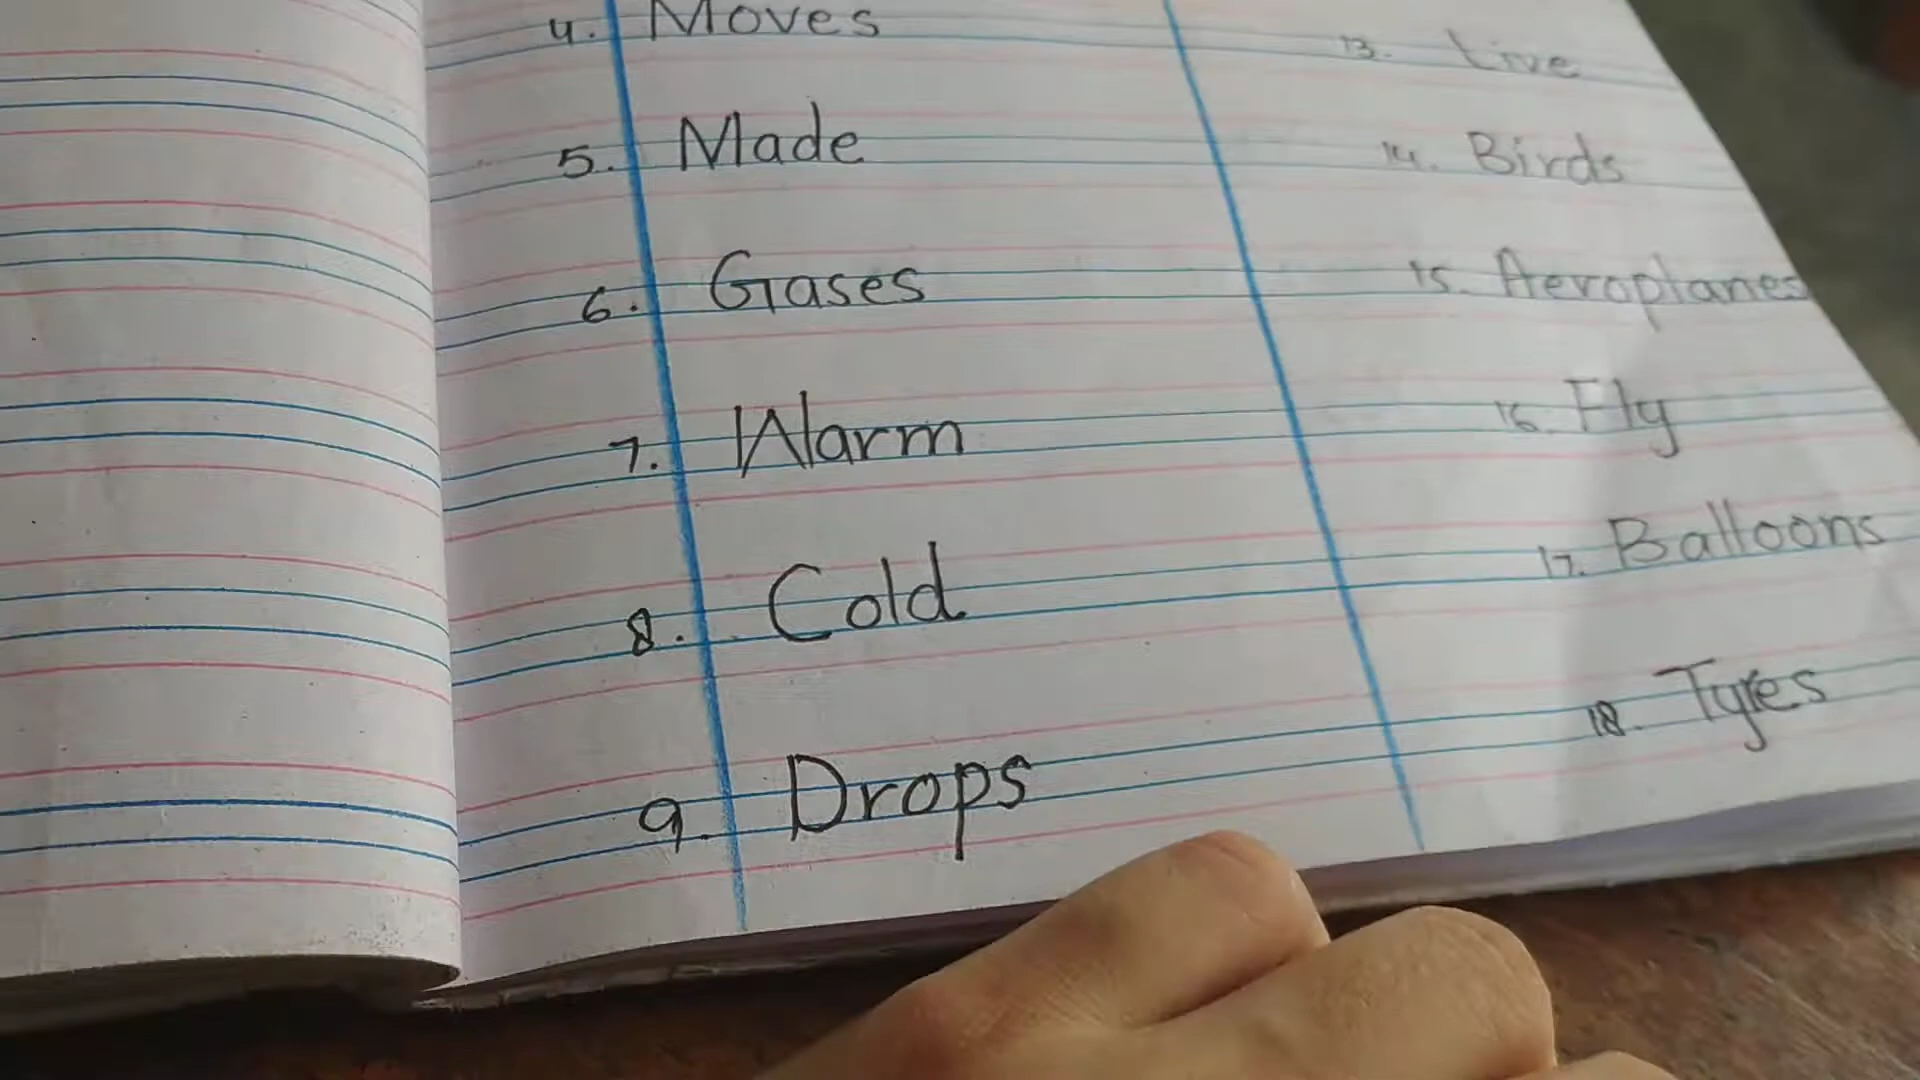 4. Moves
5. Made
6. Gases
7. Warm
8. Cold
9. Drops
13. Live
14. Birds
15. Aeroplanes
16. Fly
17. Balloons
18. Tyres